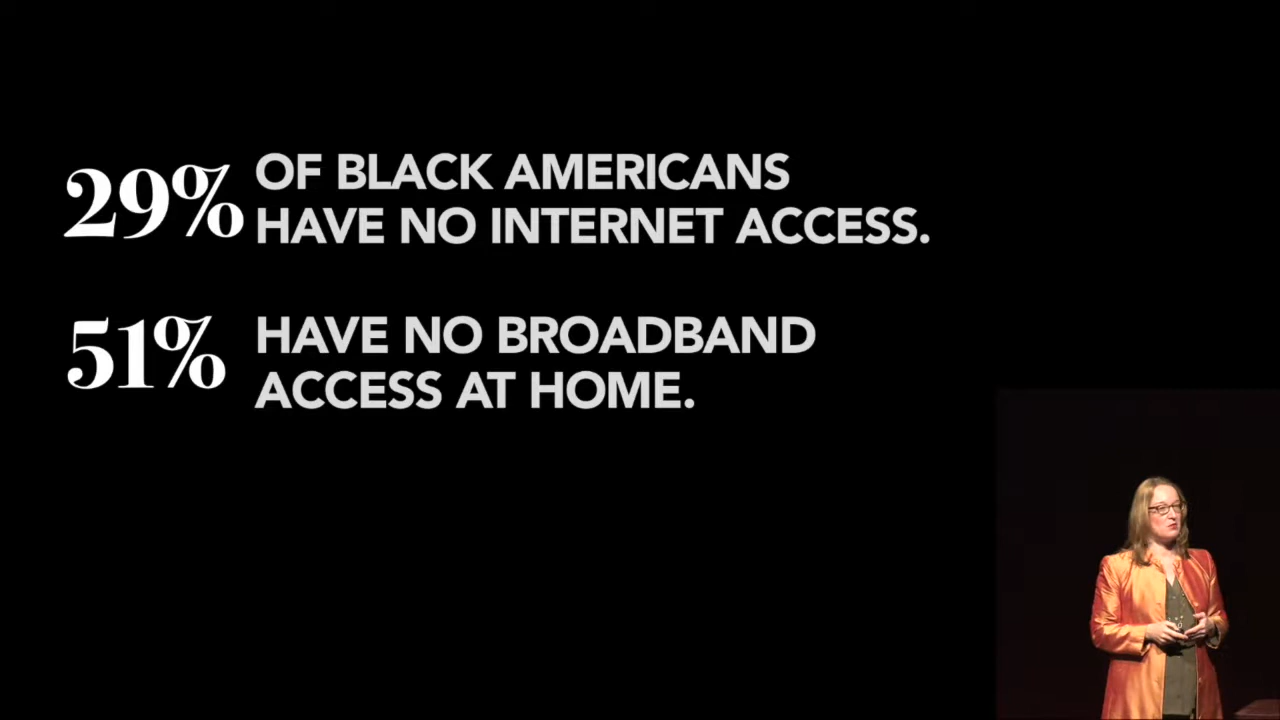 29% OF BLACK AMERICANS
HAVE NO INTERNET ACCESS.
51% HAVE NO BROADBAND
ACCESS AT HOME.